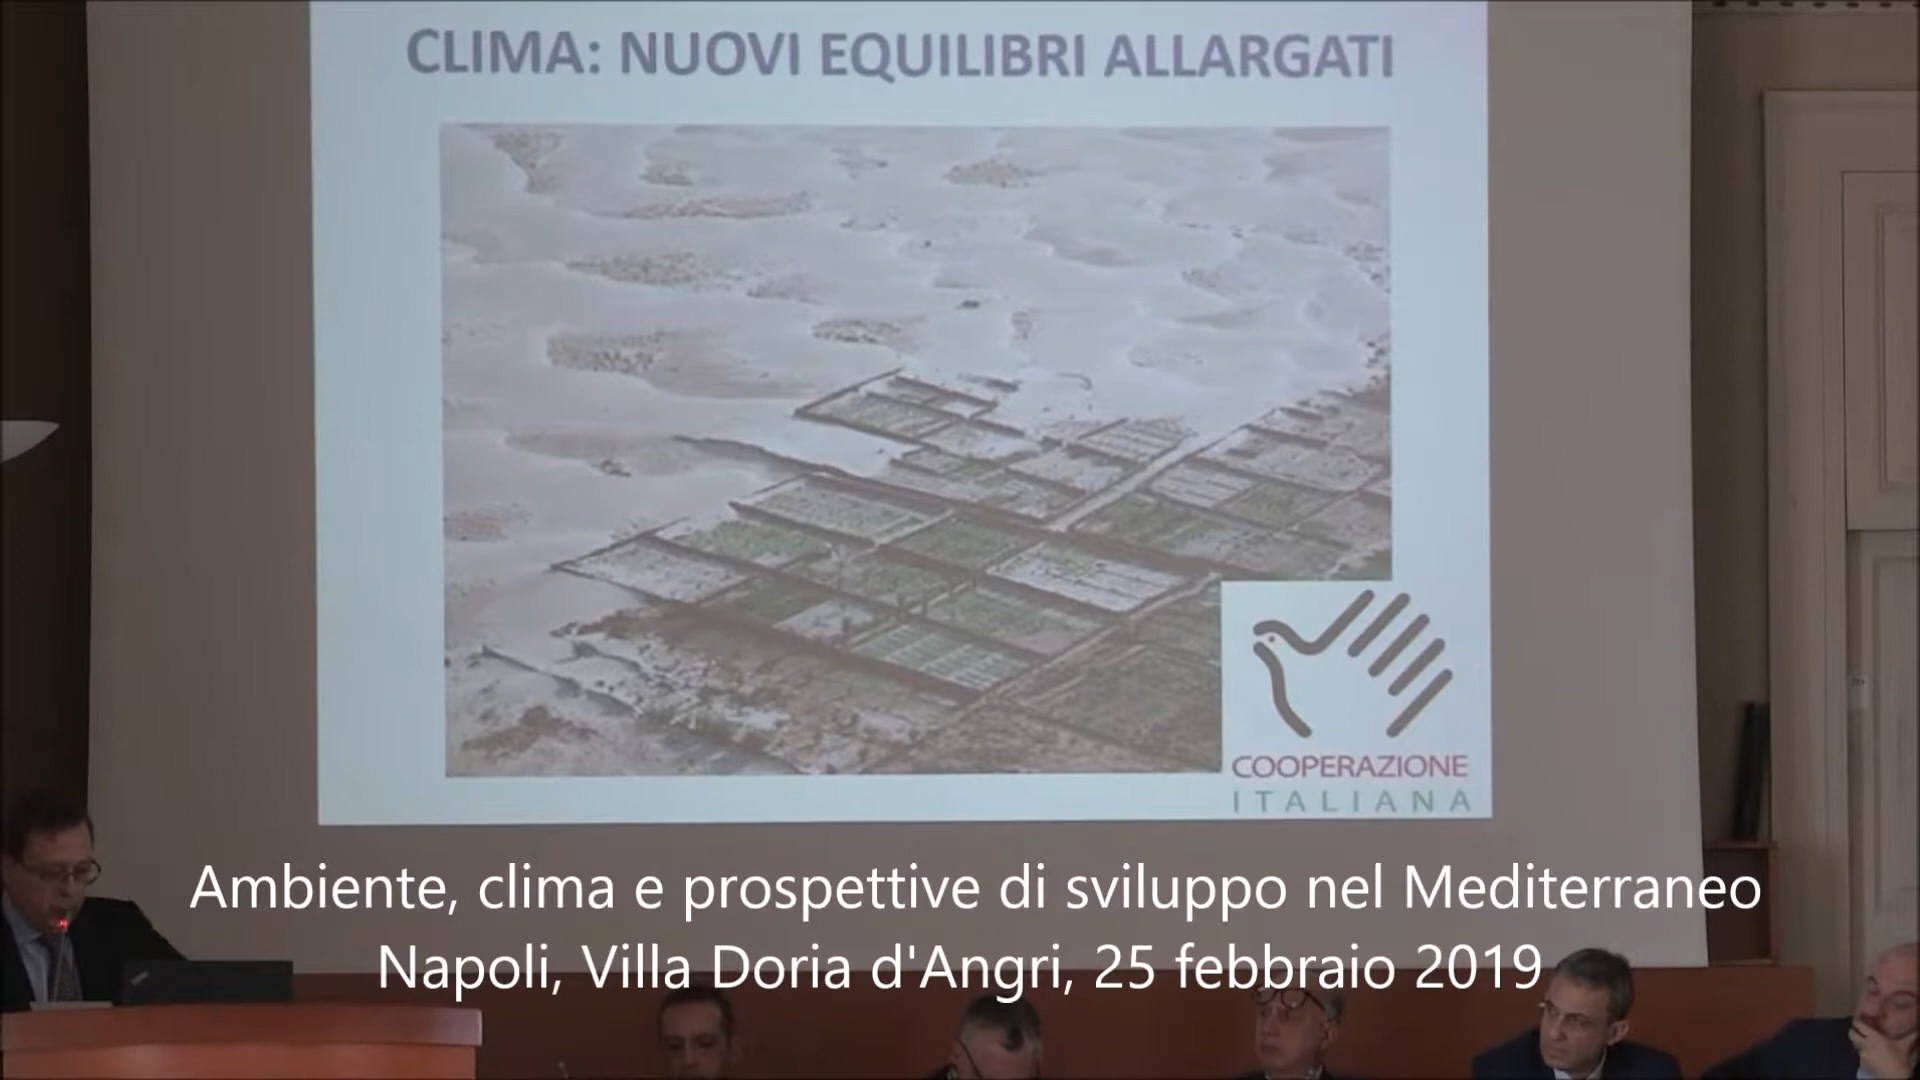 CLIMA: NUOVI EQUILIBRI ALLARGATI
COOPERAZIONE
ITALIANA
Ambiente, clima e prospettive di sviluppo nel Mediterraneo
Napoli, Villa Doria d'Angri, 25 febbraio 2019